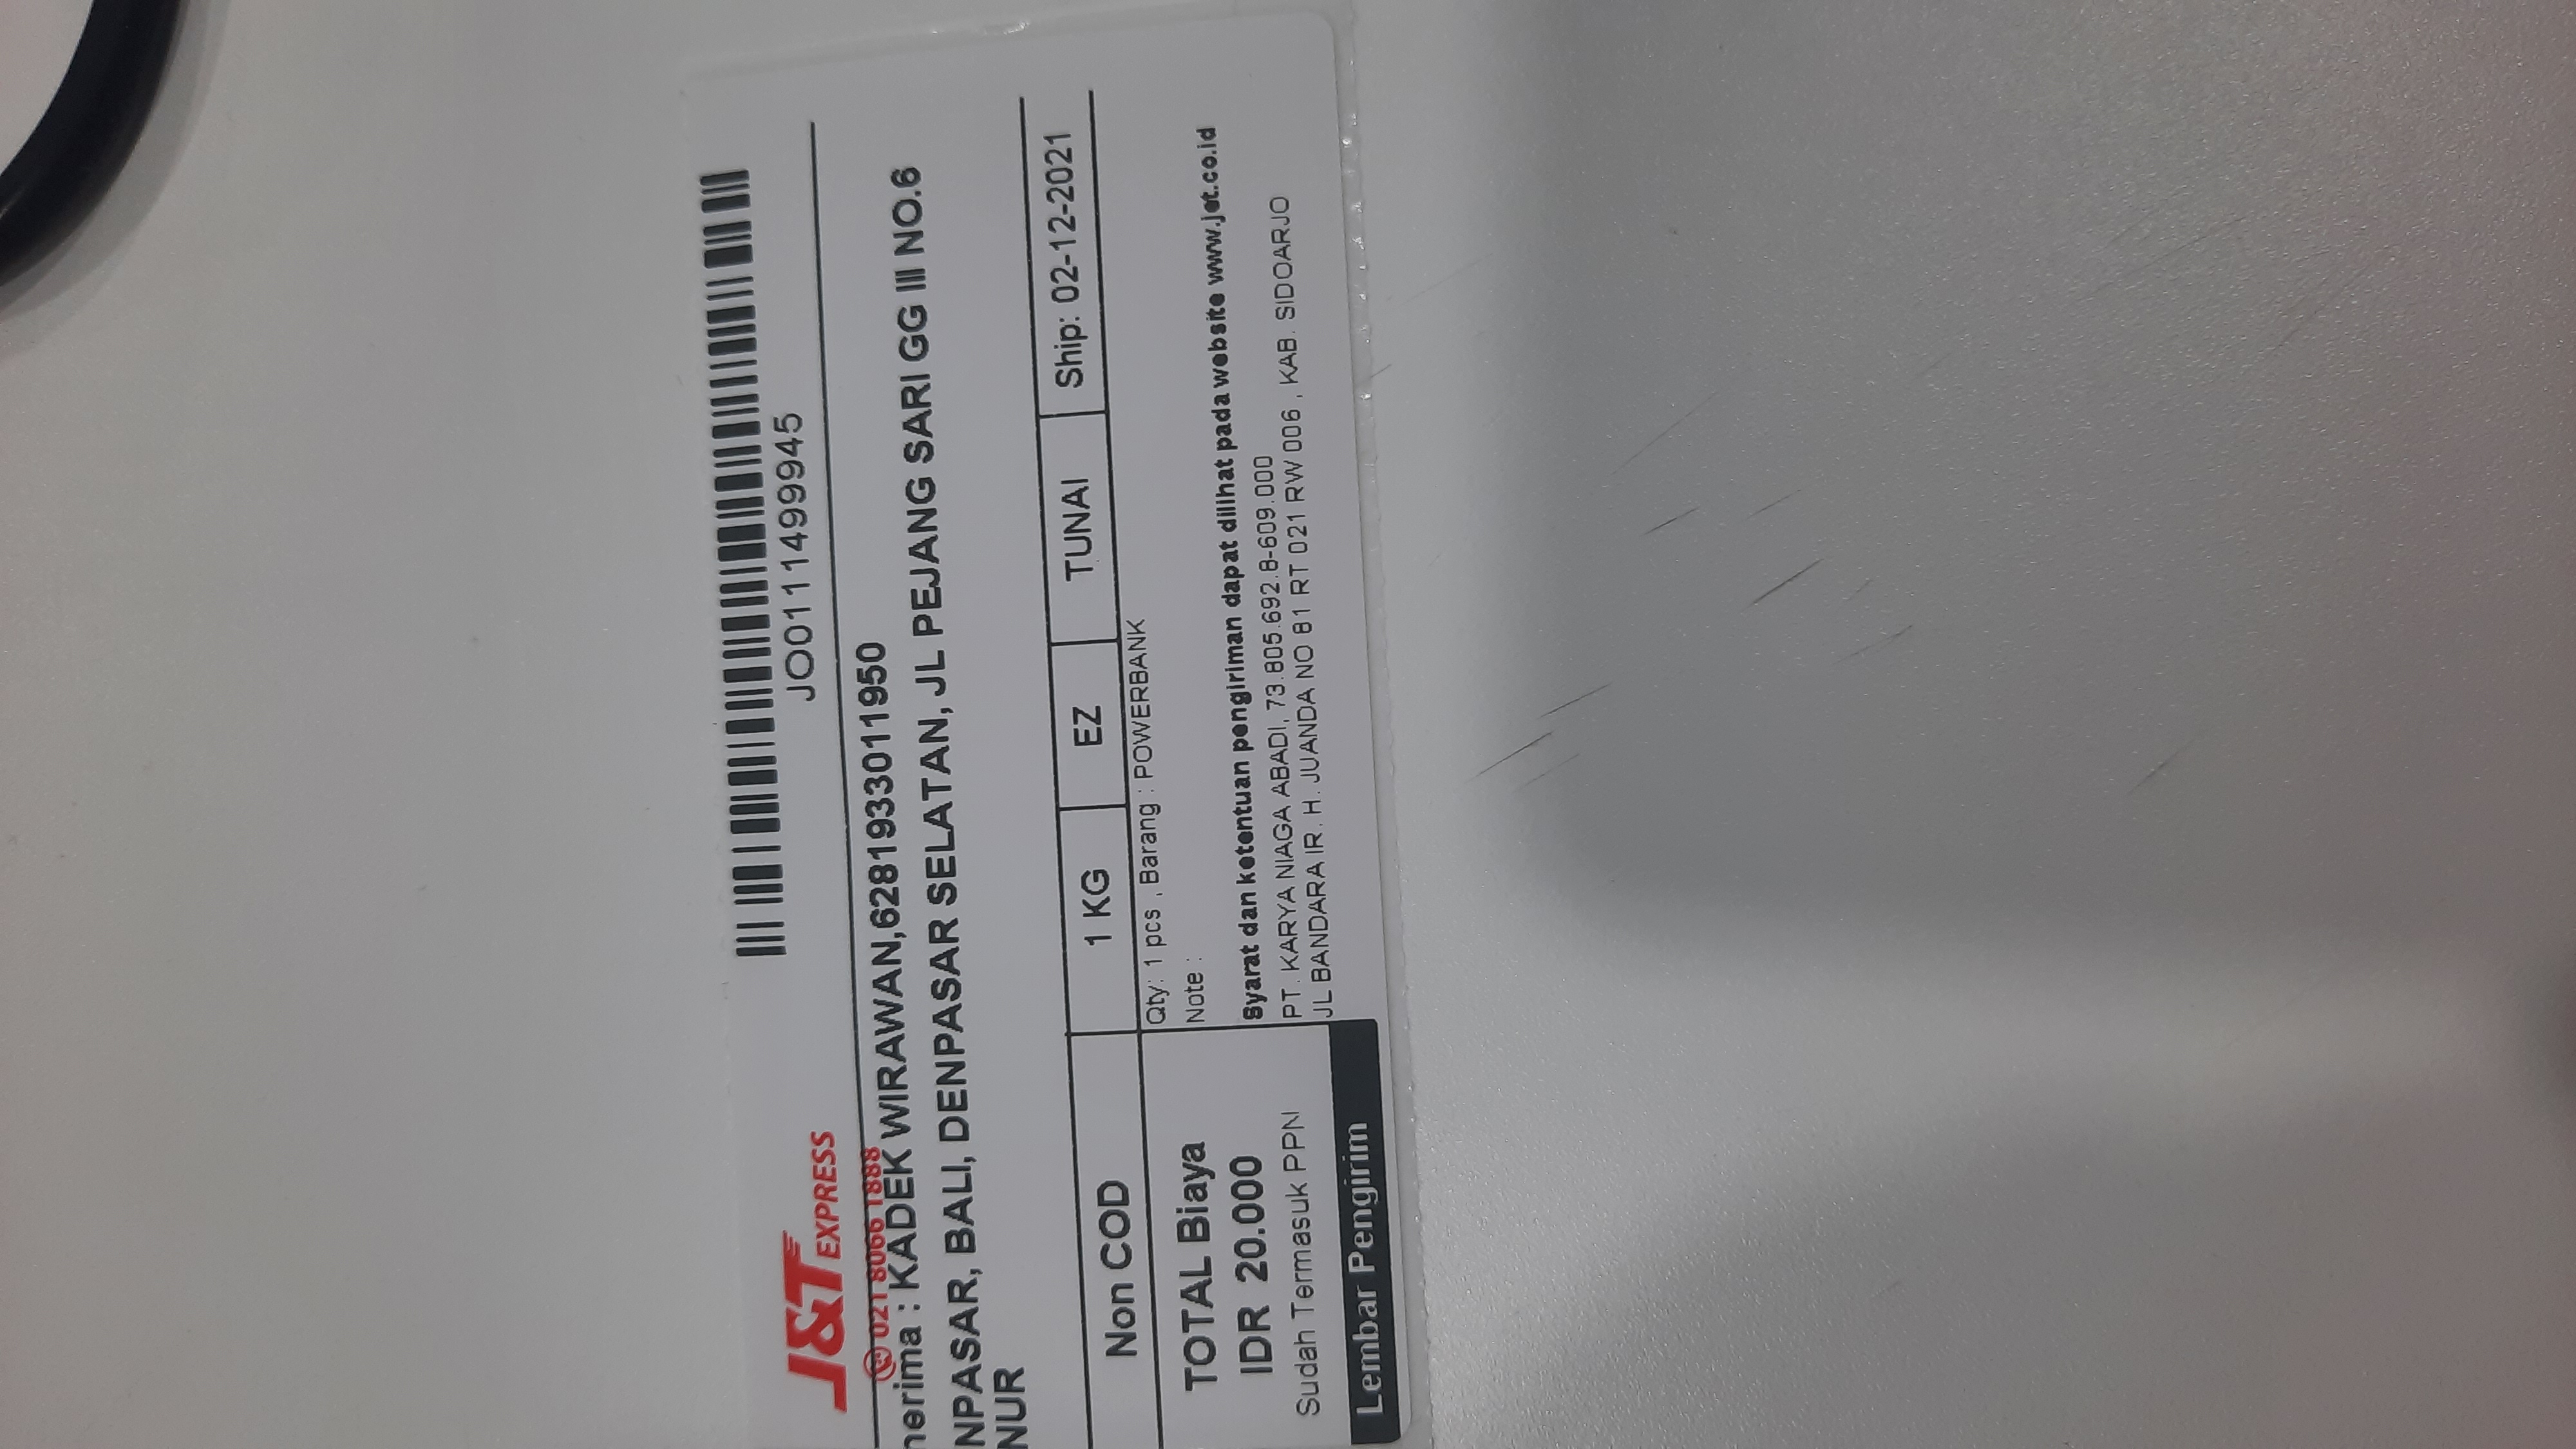 J&T EXPRESS
JO0111499945
021 8066 1888
nerima : KADEK WIRAWAN,6281933011950
NPASAR, BALI, DENPASAR SELATAN, JL PEJANG SARI GG III NO.6
NUR
Non COD
1 KG
EZ
TUNAI
Ship: 02-12-2021
Qty: 1 pcs , Barang : POWERBANK
Note :
TOTAL Biaya
IDR 20.000
Sudah Termasuk PPN
Lembar Pengirim
Syarat dan ketentuan pengiriman dapat dilihat pada website www.jet.co.id
PT. KARYA NIAGA ABADI, 73.805.692.8-609.000
JL BANDARA IR. H. JUANDA NO 81 RT 021 RW 006 , KAB. SIDOARJO